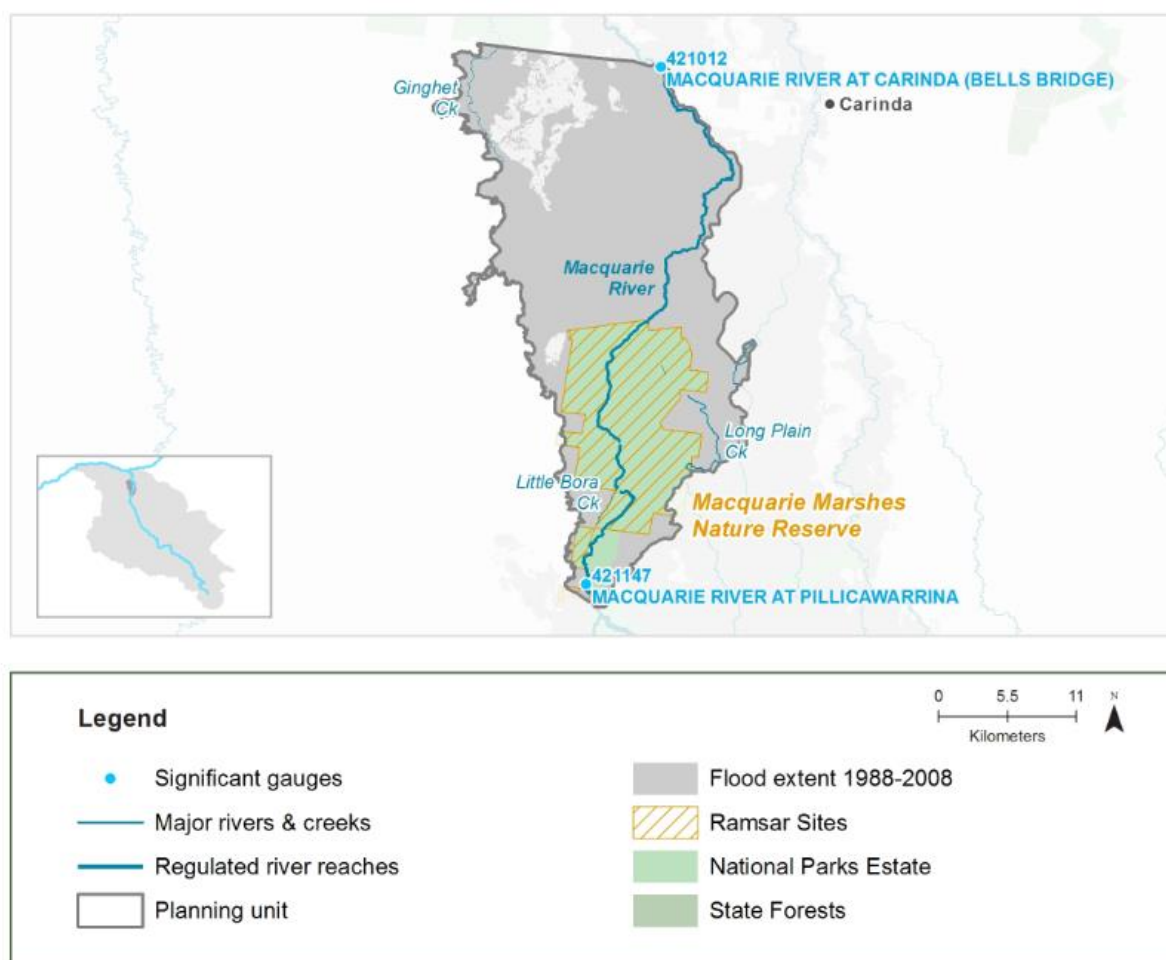 421012
MACQUARIE RIVER AT CARINDA (BELLS BRIDGE)
Ginghet
Ck
Carinda
Macquarie
River
Long Plain
Ck
Little Bora
Ck
Macquarie Marshes
Nature Reserve
421147
MACQUARIE RIVER AT PILLICAWARRINA
Legend
0 5.5 11
Kilometers
N
Significant gauges
Major rivers & creeks
Regulated river reaches
Planning unit
Flood extent 1988-2008
Ramsar Sites
National Parks Estate
State Forests